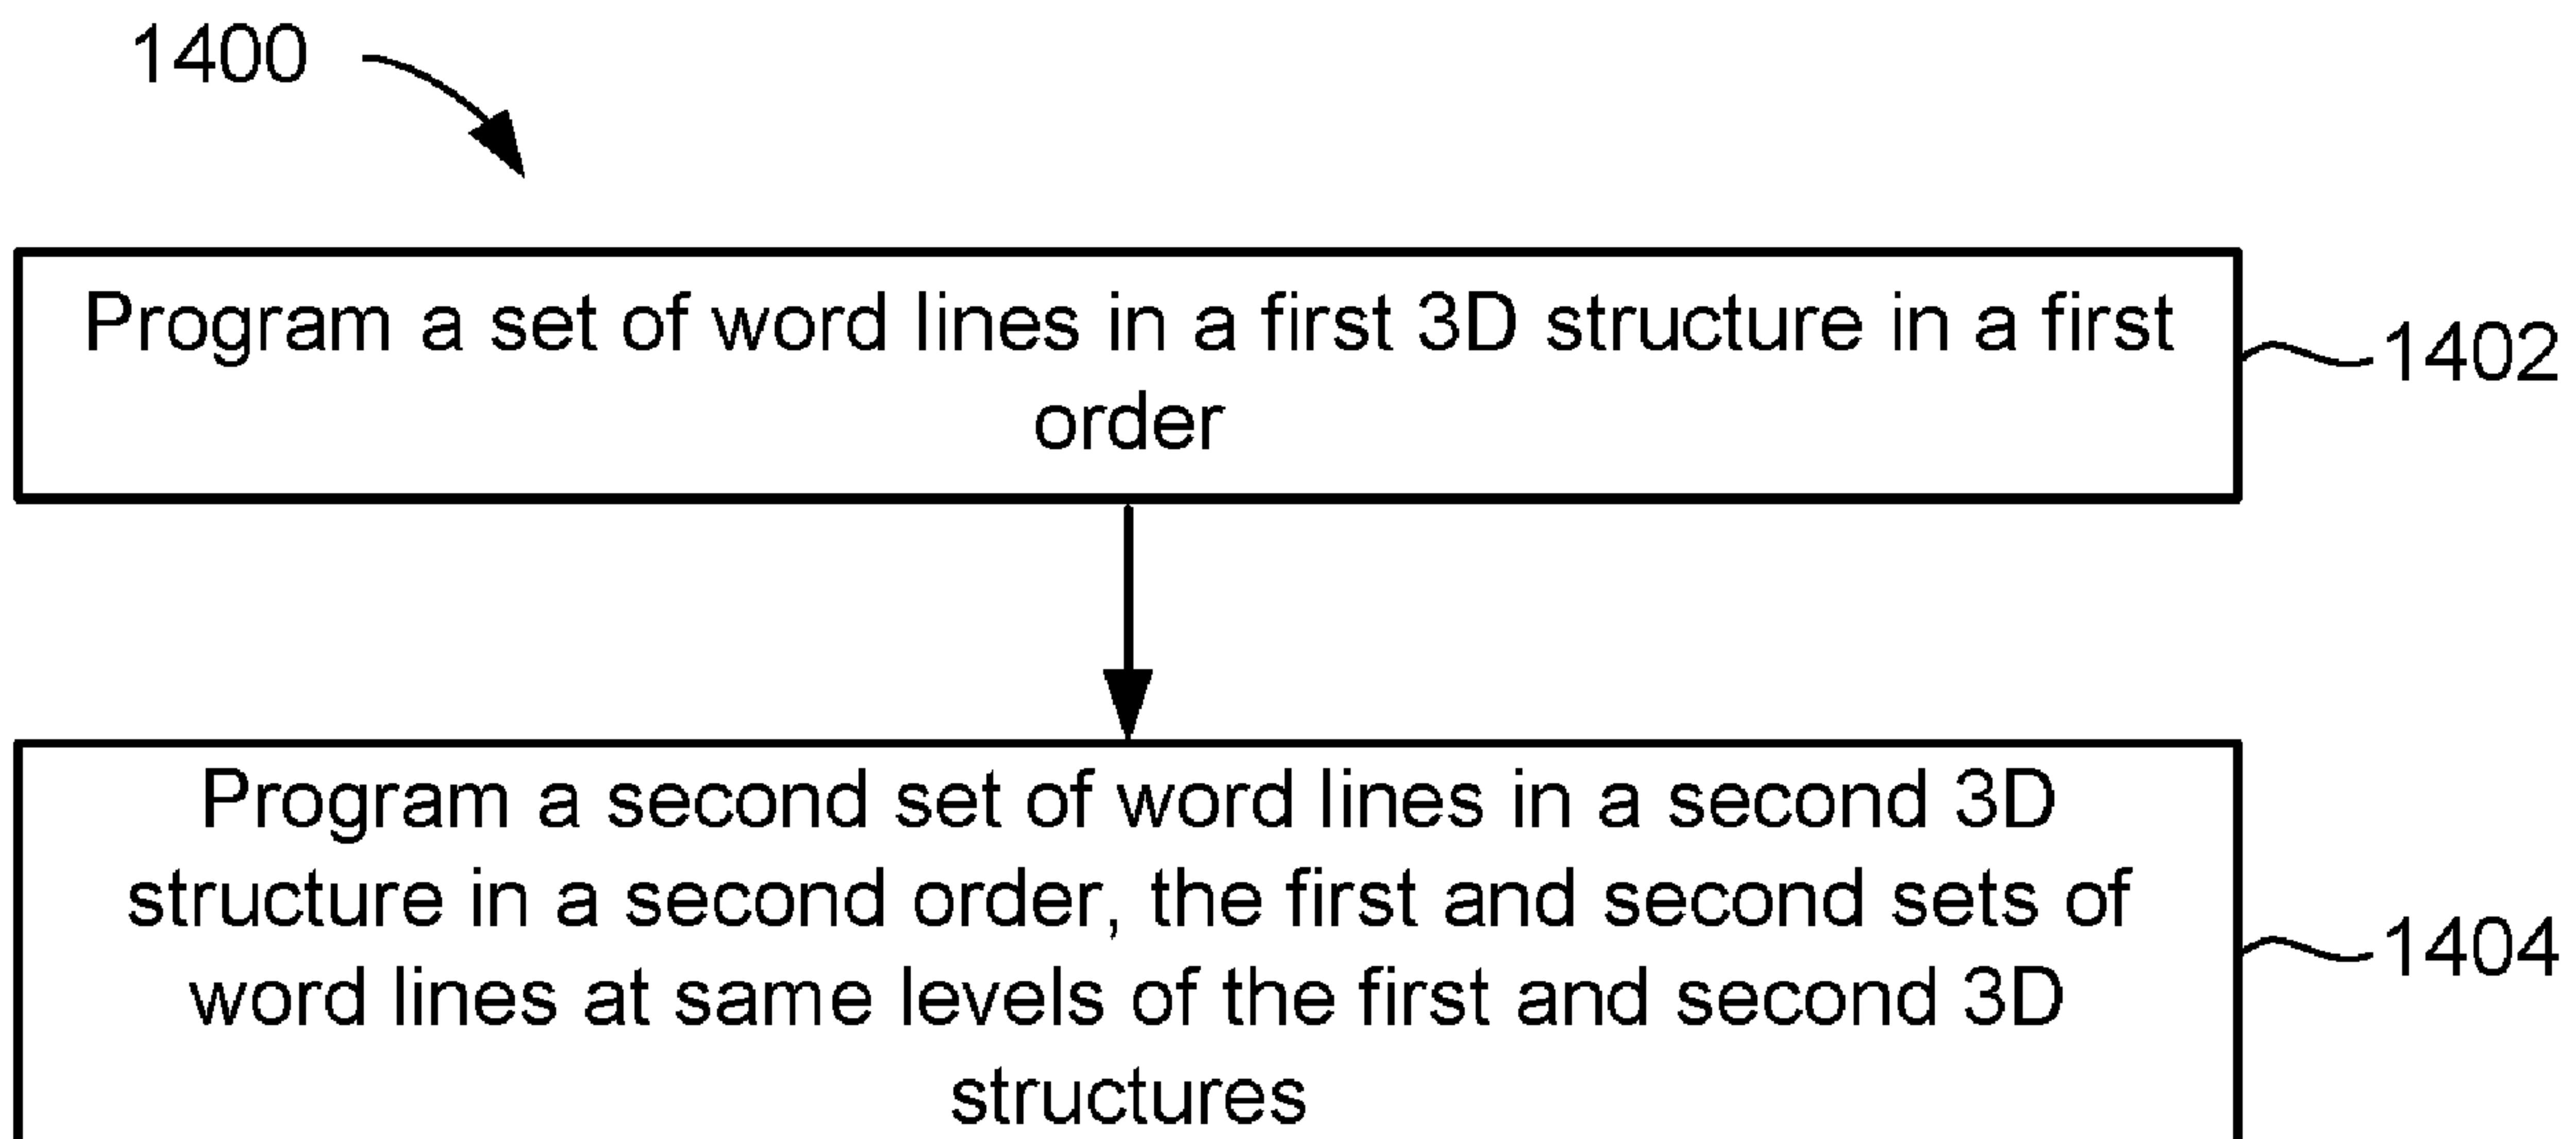 1400
Program a set of word lines in a first 3D structure in a first
order
1402
Program a second set of word lines in a second 3D
structure in a second order, the first and second sets of
word lines at same levels of the first and second 3D
structures
1404